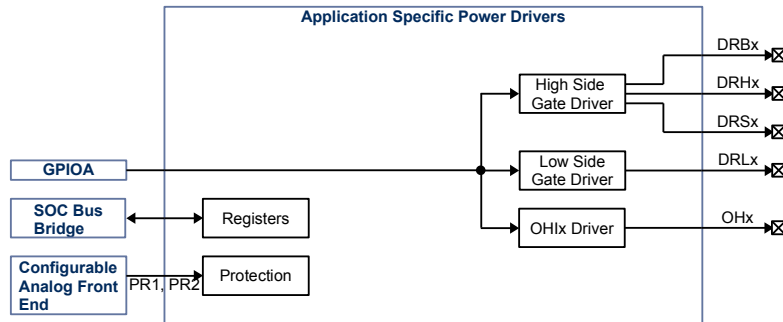 Application Specific Power Drivers
DRBx
High Side
Gate Driver
DRHx
DRSx
GPIOA
Low Side
Gate Driver
DRLx
SOC Bus
Bridge
Registers
OHIx Driver
OHx
Configurable
Analog Front
End
PR1, PR2
Protection